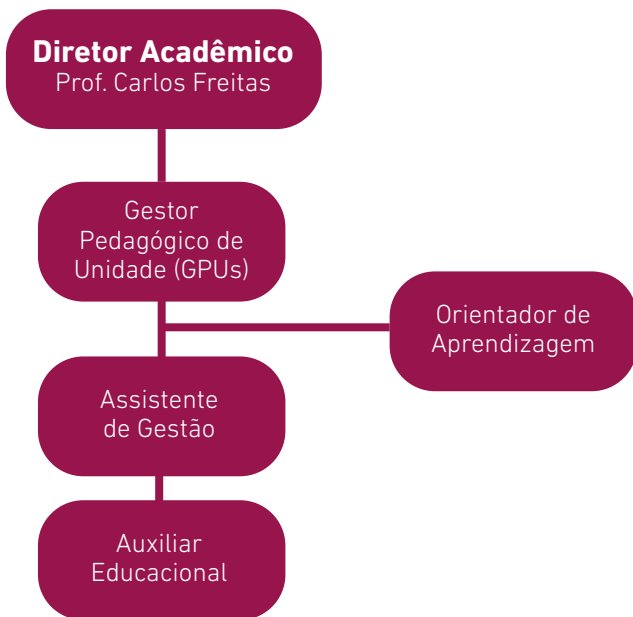 Diretor Acadêmico
Prof. Carlos Freitas
Gestor
Pedagógico de
Unidade (GPUs)
Orientador de
Aprendizagem
Assistente
de Gestão
Auxiliar
Educacional